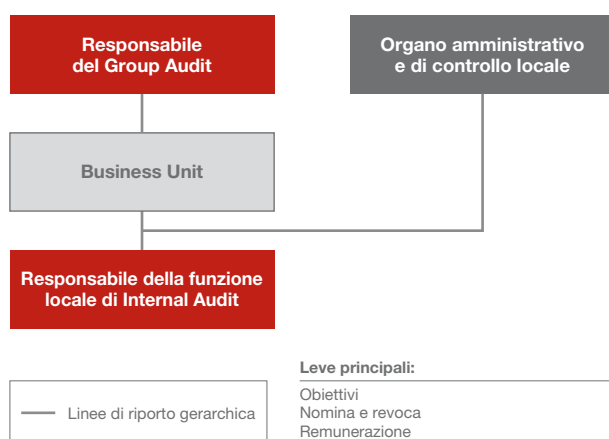 Responsabile
del Group Audit
Organo amministrativo
e di controllo locale
Business Unit
Responsabile della funzione
locale di Internal Audit
Linee di riporto gerarchica
Leve principali:
Obiettivi
Nomina e revoca
Remunerazione